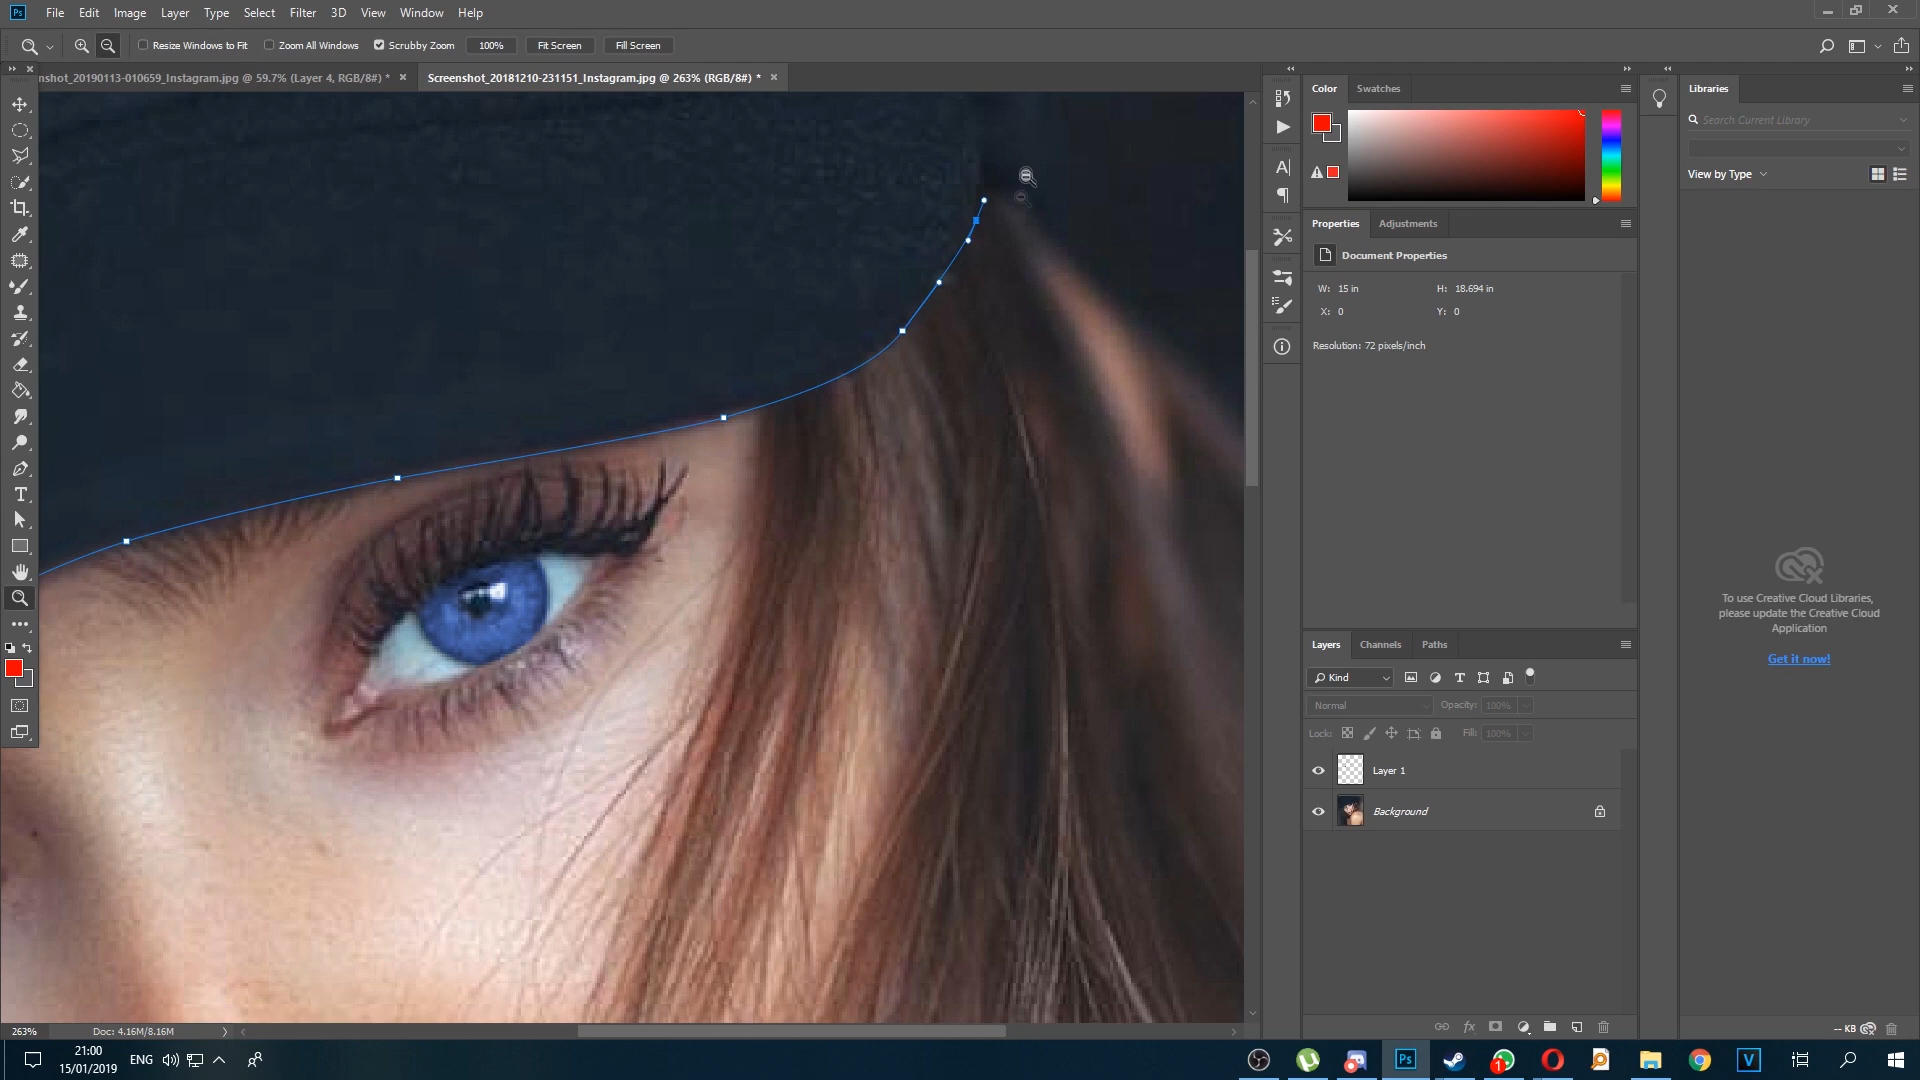 Ps File Edit Image Layer Type Select Filter 3D View Window Help
Resize Windows to Fit Zoom All Windows Scrubby Zoom 100% Fit Screen Fill Screen
nshot_20190113-010659_Instagram.jpg @ 59.7% (Layer 4, RGB/8#) * × Screenshot_20181210-231151_Instagram.jpg @ 263% (RGB/8#) * ×
Color Swatches
Libraries
Search Current Library
View by Type
Properties Adjustments
Document Properties
W: 15 in H: 18.694 in
X: 0 Y: 0
Resolution: 72 pixels/inch
To use Creative Cloud Libraries,
please update the Creative Cloud
Application
Get it now!
Layers Channels Paths
Kind
Normal Opacity: 100%
Lock: Fill: 100%
Layer 1
Background
263% Doc: 4.16M/8.16M
-- KB
21:00
15/01/2019
ENG
Ps
1
V